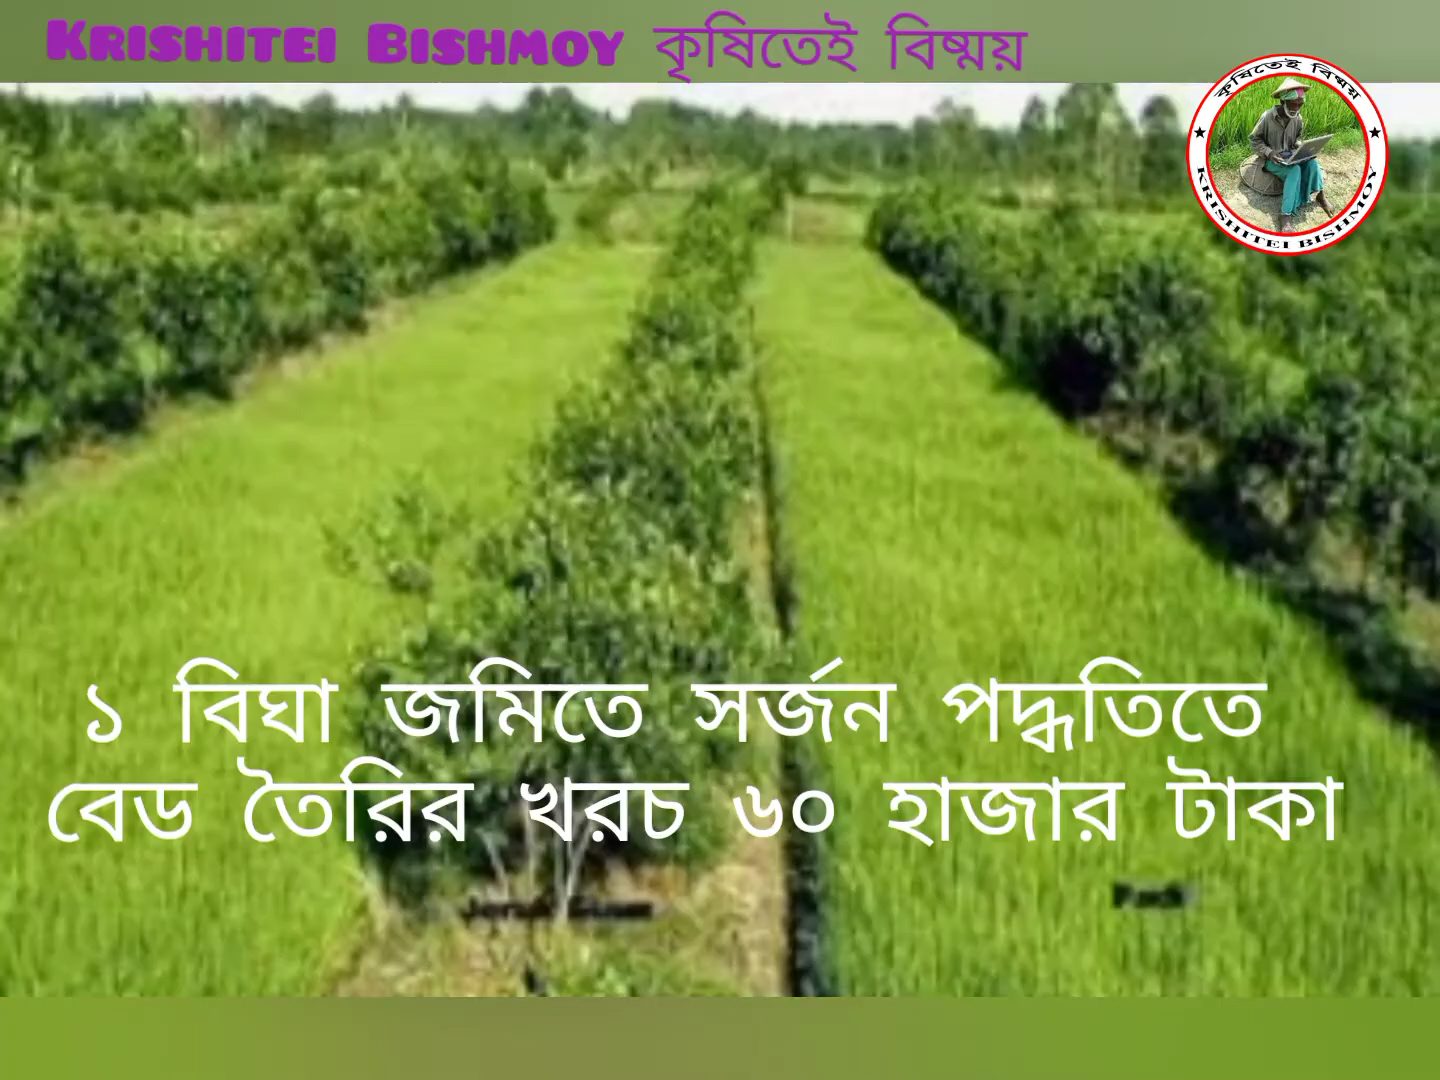 KRISHITEI BISHMOY কৃষিতেই বিষ্ময়
কৃষিতেই বিষ্ময়
KRISHITEI BISHMOY
১ বিঘা জমিতে সর্জন পদ্ধতিতে
বেড তৈরির খরচ ৬০ হাজার টাকা